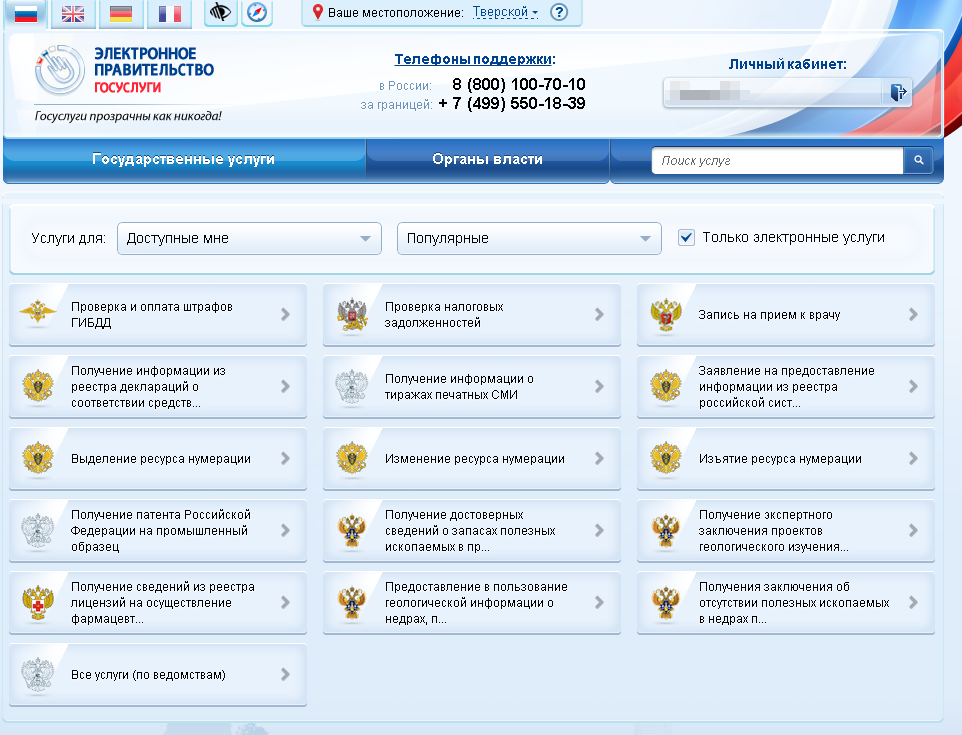 Ваше местоположение: Тверской
?
ЭЛЕКТРОННОЕ
ПРАВИТЕЛЬСТВО
ГОСУСЛУГИ
Госуслуги прозрачны как никогда!
Телефоны поддержки:
в России: 8 (800) 100-70-10
за границей: + 7 (499) 550-18-39
Личный кабинет:
Государственные услуги
Органы власти
Поиск услуг
Услуги для:
Доступные мне
Популярные
Только электронные услуги
Проверка и оплата штрафов
ГИБДД
Проверка налоговых
задолженностей
Запись на прием к врачу
Получение информации из
реестра деклараций о
соответствии средств...
Получение информации о
тиражах печатных СМИ
Заявление на предоставление
информации из реестра
российской сист...
Выделение ресурса нумерации
Изменение ресурса нумерации
Изъятие ресурса нумерации
Получение патента Российской
Федерации на промышленный
образец
Получение достоверных
сведений о запасах полезных
ископаемых в пр...
Получение экспертного
заключения проектов
геологического изучения...
Получение сведений из реестра
лицензий на осуществление
фармацевт...
Предоставление в пользование
геологической информации о
недрах, п...
Получения заключения об
отсутствии полезных ископаемых
в недрах п...
Все услуги (по ведомствам)